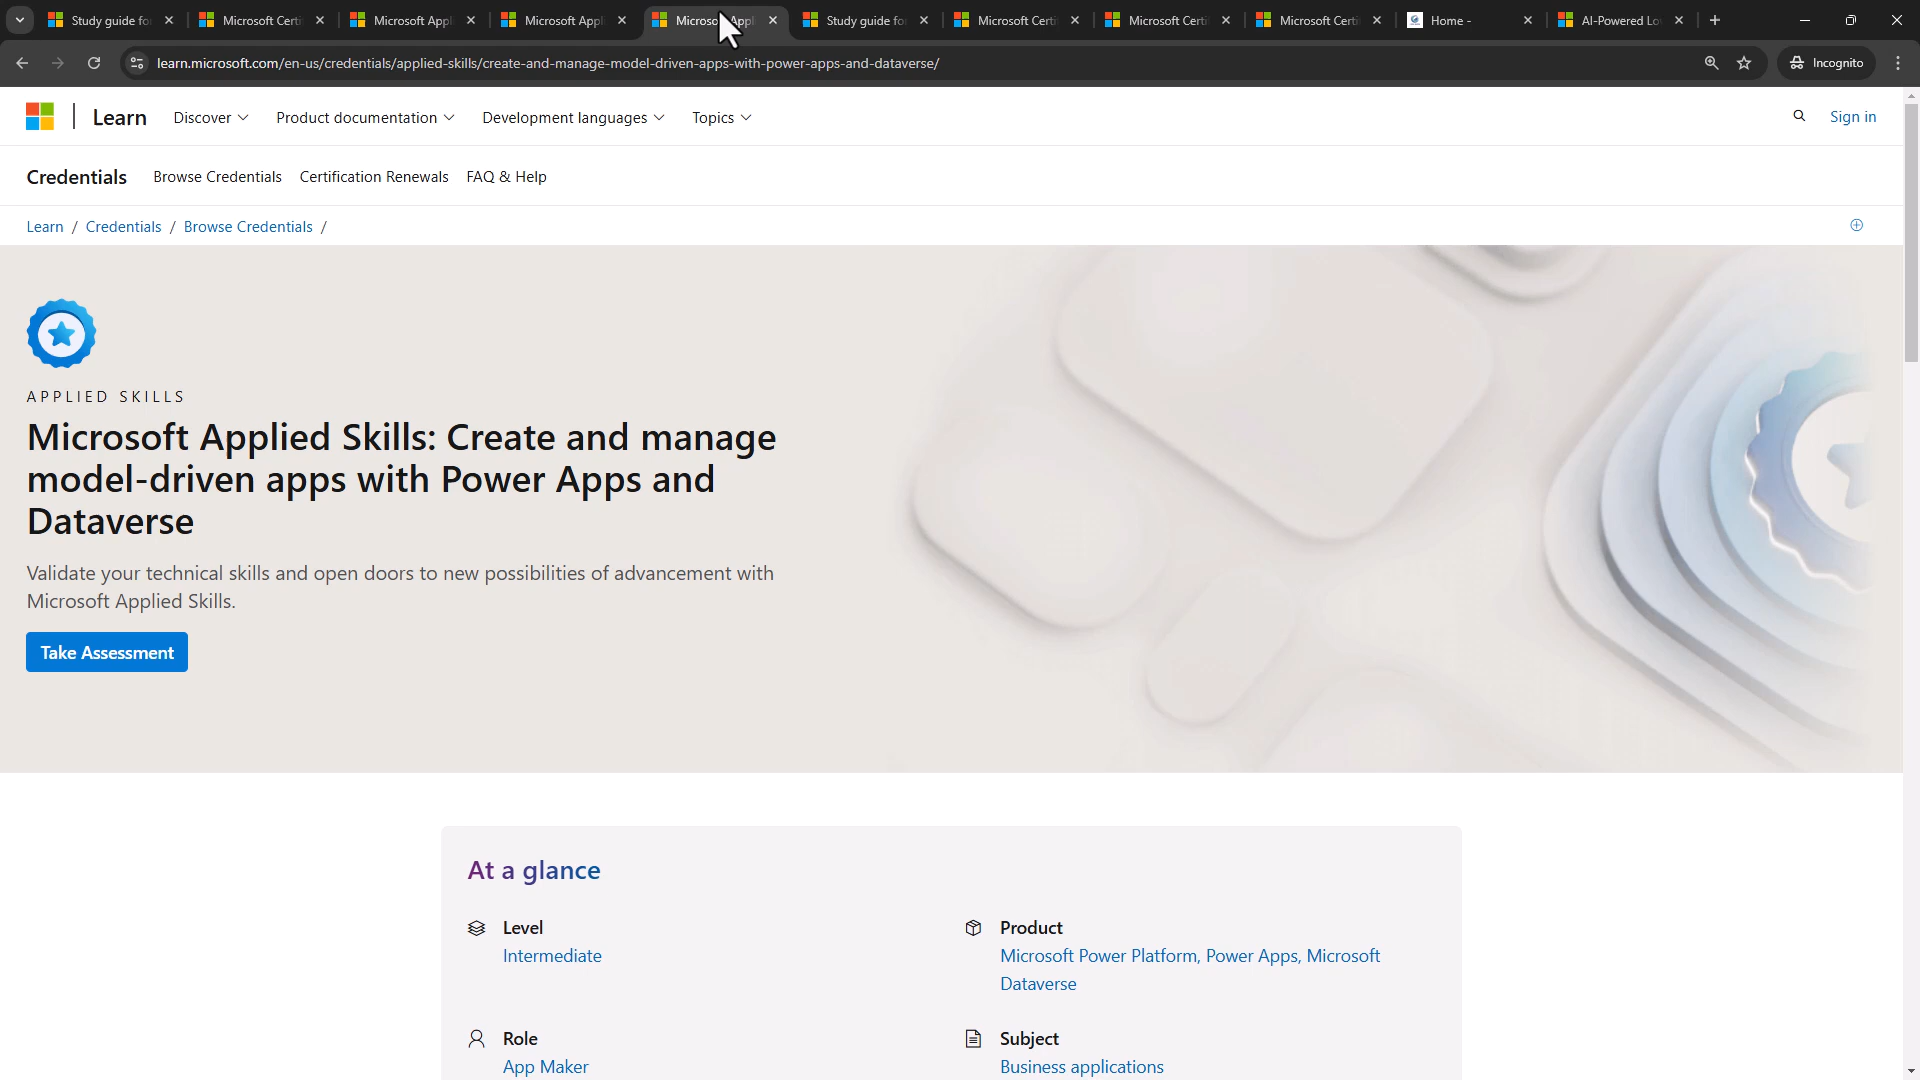 Study guide fo
Microsoft Certi
Microsoft Appl
Microsoft Appl
Microsoft Appl
Study guide fo
Microsoft Certi
Microsoft Certi
Microsoft Certi
Home -
AI-Powered Lo
learn.microsoft.com/en-us/credentials/applied-skills/create-and-manage-model-driven-apps-with-power-apps-and-dataverse/
Incognito
Learn
Discover
Product documentation
Development languages
Topics
Sign in
Credentials
Browse Credentials
Certification Renewals
FAQ & Help
Learn / Credentials / Browse Credentials /
APPLIED SKILLS
Microsoft Applied Skills: Create and manage
model-driven apps with Power Apps and
Dataverse
Validate your technical skills and open doors to new possibilities of advancement with
Microsoft Applied Skills.
Take Assessment
At a glance
Level
Intermediate
Product
Microsoft Power Platform, Power Apps, Microsoft
Dataverse
Role
App Maker
Subject
Business applications